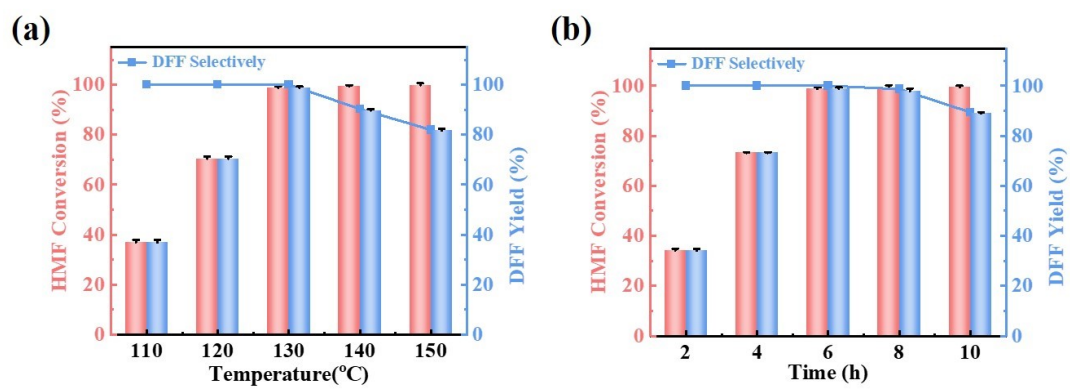 (a)
DFF Selectively
HMF Conversion (%)
100
80
60
40
20
0
100
80
60
40
20
0
DFF Yield (%)
110 120 130 140 150
Temperature(ºC)
(b)
DFF Selectively
HMF Conversion (%)
100
80
60
40
20
0
100
80
60
40
20
0
DFF Yield (%)
2 4 6 8 10
Time (h)